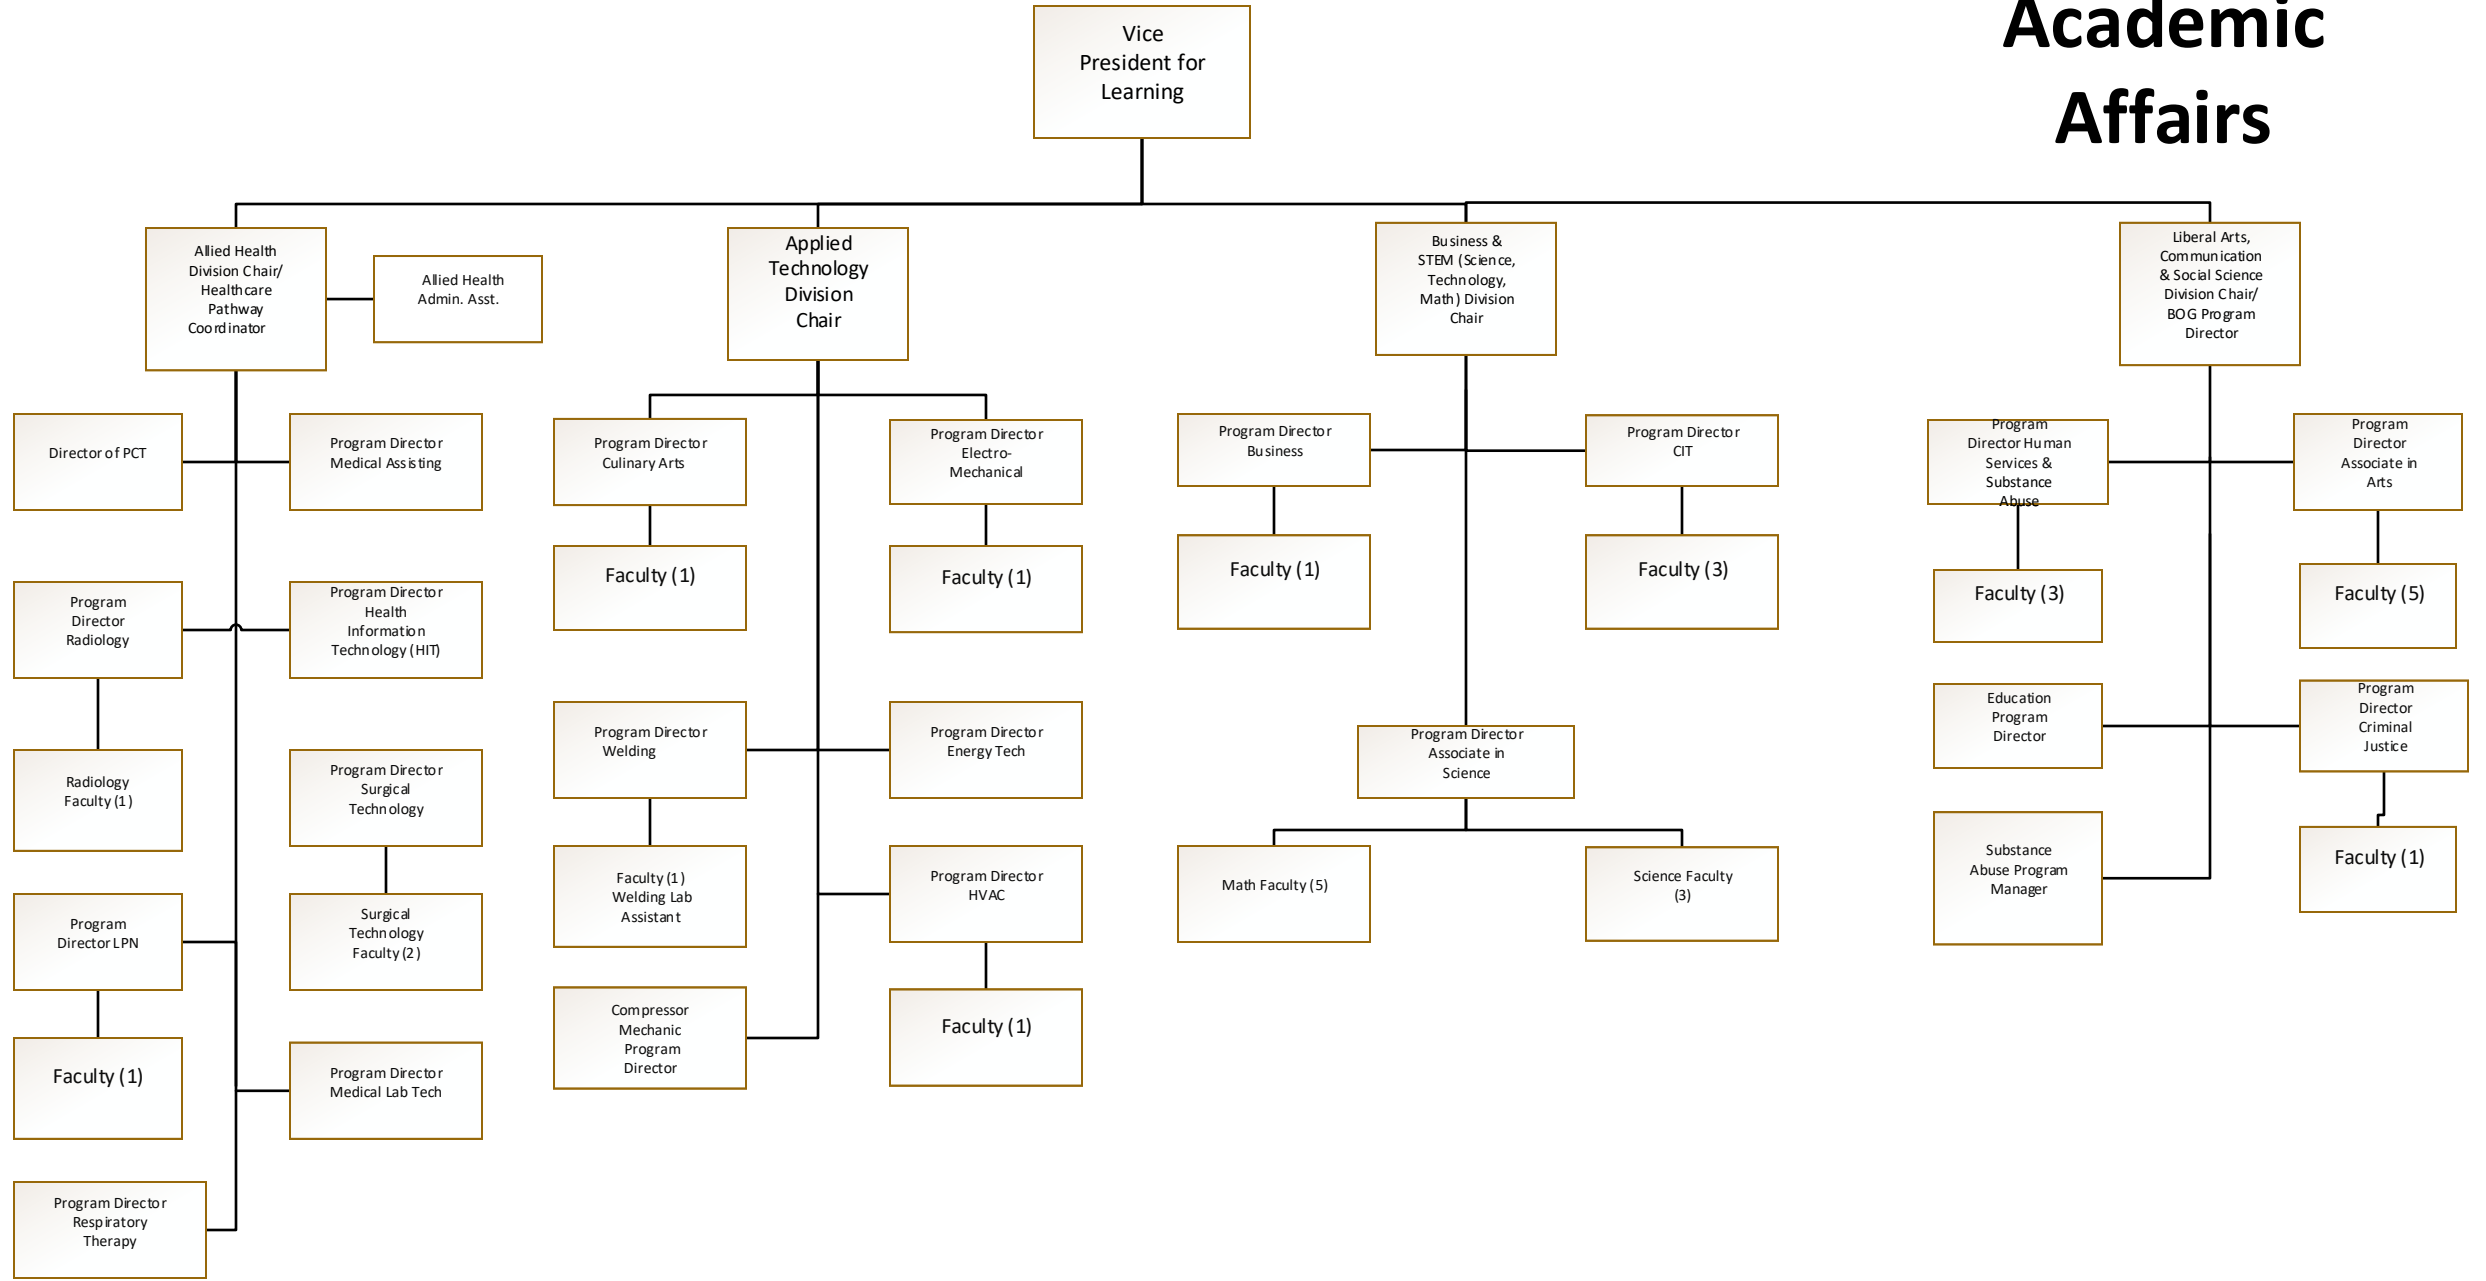 Academic
Affairs
Vice
President for
Learning
Allied Health
Division Chair/
Healthcare
Pathway
Coordinator
Allied Health
Admin. Asst.
Applied
Technology
Division
Chair
Business &
STEM (Science,
Technology,
Math) Division
Chair
Liberal Arts,
Communication
& Social Science
Division Chair/
BOG Program
Director
Director of PCT
Program Director
Medical Assisting
Program
Director
Radiology
Program Director
Health
Information
Technology (HIT)
Radiology
Faculty (1)
Program Director
Surgical
Technology
Program
Director LPN
Surgical
Technology
Faculty (2)
Faculty (1)
Program Director
Medical Lab Tech
Program Director
Respiratory
Therapy
Program Director
Culinary Arts
Program Director
Electro-
Mechanical
Faculty (1)
Faculty (1)
Program Director
Welding
Program Director
Energy Tech
Faculty (1)
Welding Lab
Assistant
Program Director
HVAC
Compressor
Mechanic
Program
Director
Faculty (1)
Program Director
Business
Program Director
CIT
Faculty (1)
Faculty (3)
Program Director
Associate in
Science
Math Faculty (5)
Science Faculty
(3)
Program
Director Human
Services &
Substance
Abuse
Program
Director
Associate in
Arts
Faculty (3)
Faculty (5)
Education
Program
Director
Program
Director
Criminal
Justice
Substance
Abuse Program
Manager
Faculty (1)